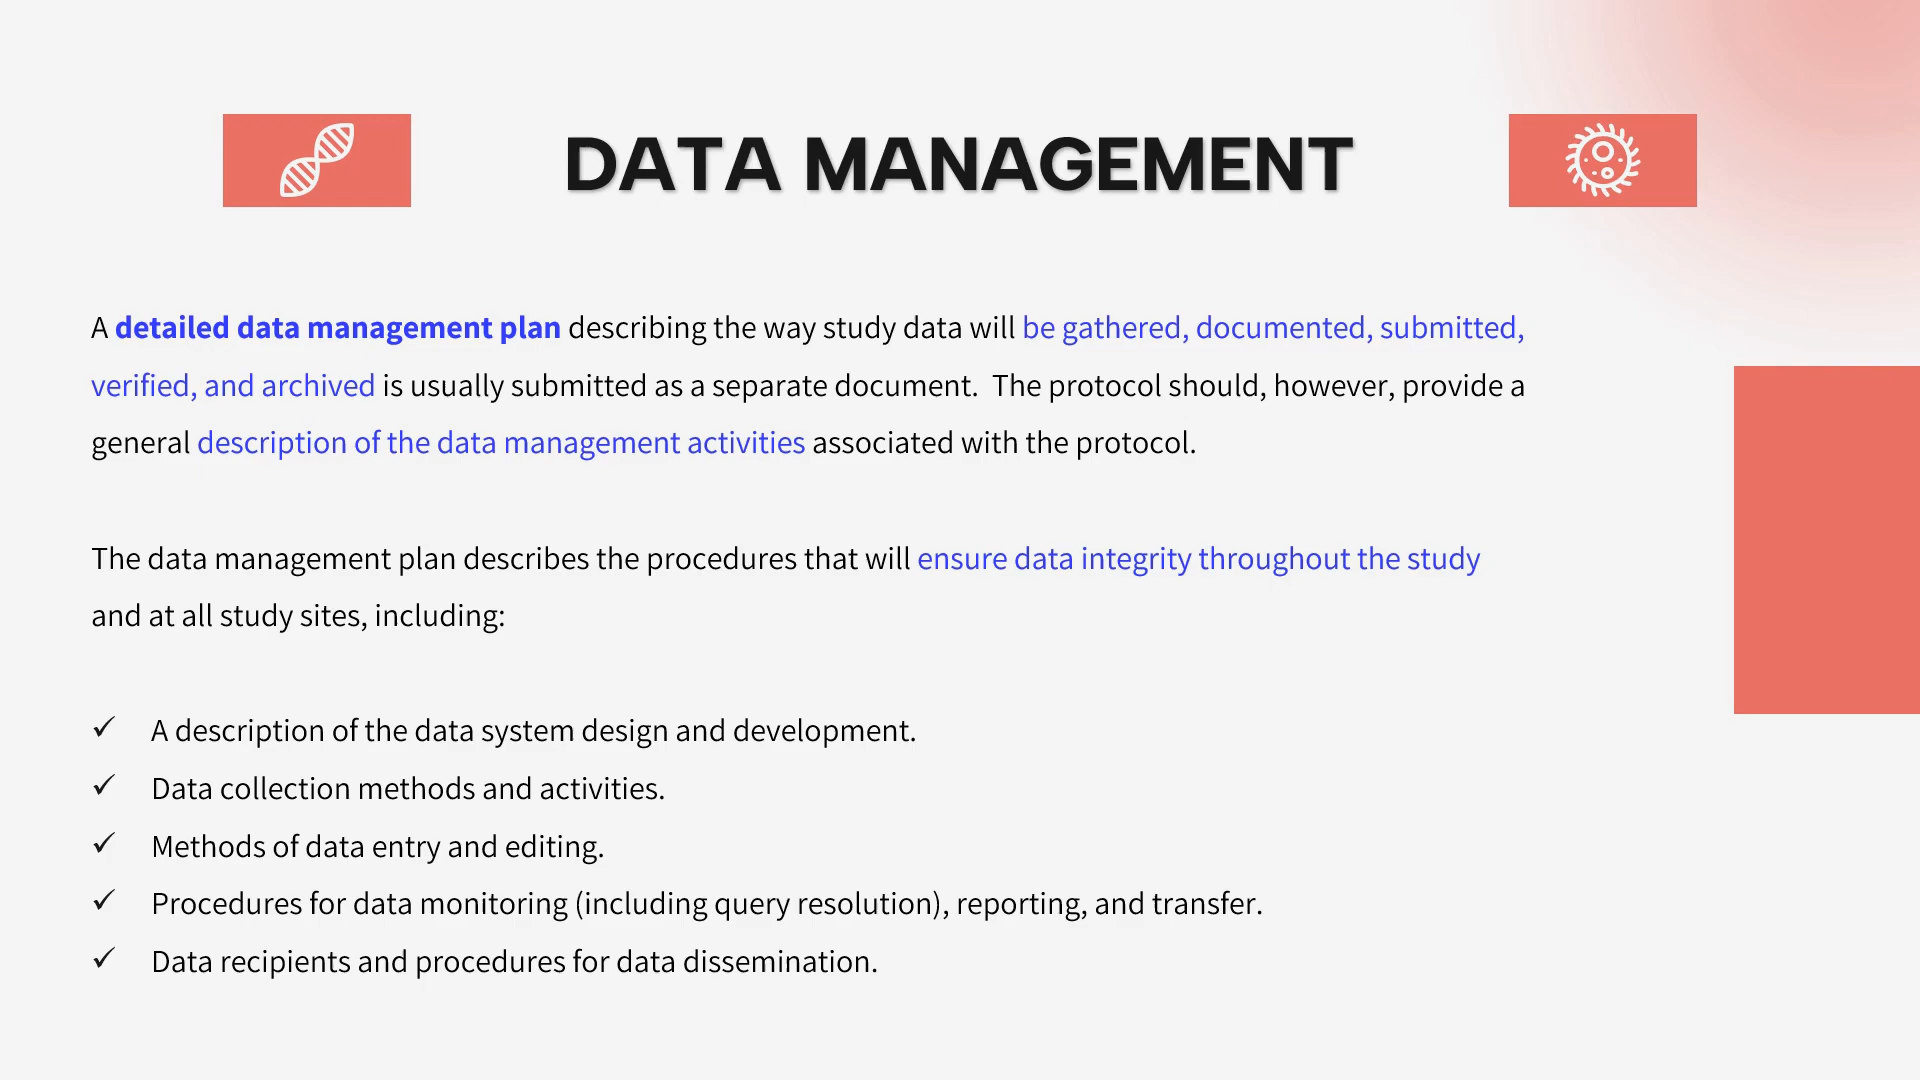 DATA MANAGEMENT
A detailed data management plan describing the way study data will be gathered, documented, submitted,
verified, and archived is usually submitted as a separate document.  The protocol should, however, provide a
general description of the data management activities associated with the protocol.
The data management plan describes the procedures that will ensure data integrity throughout the study
and at all study sites, including:
✓ A description of the data system design and development.
✓ Data collection methods and activities.
✓ Methods of data entry and editing.
✓ Procedures for data monitoring (including query resolution), reporting, and transfer.
✓ Data recipients and procedures for data dissemination.